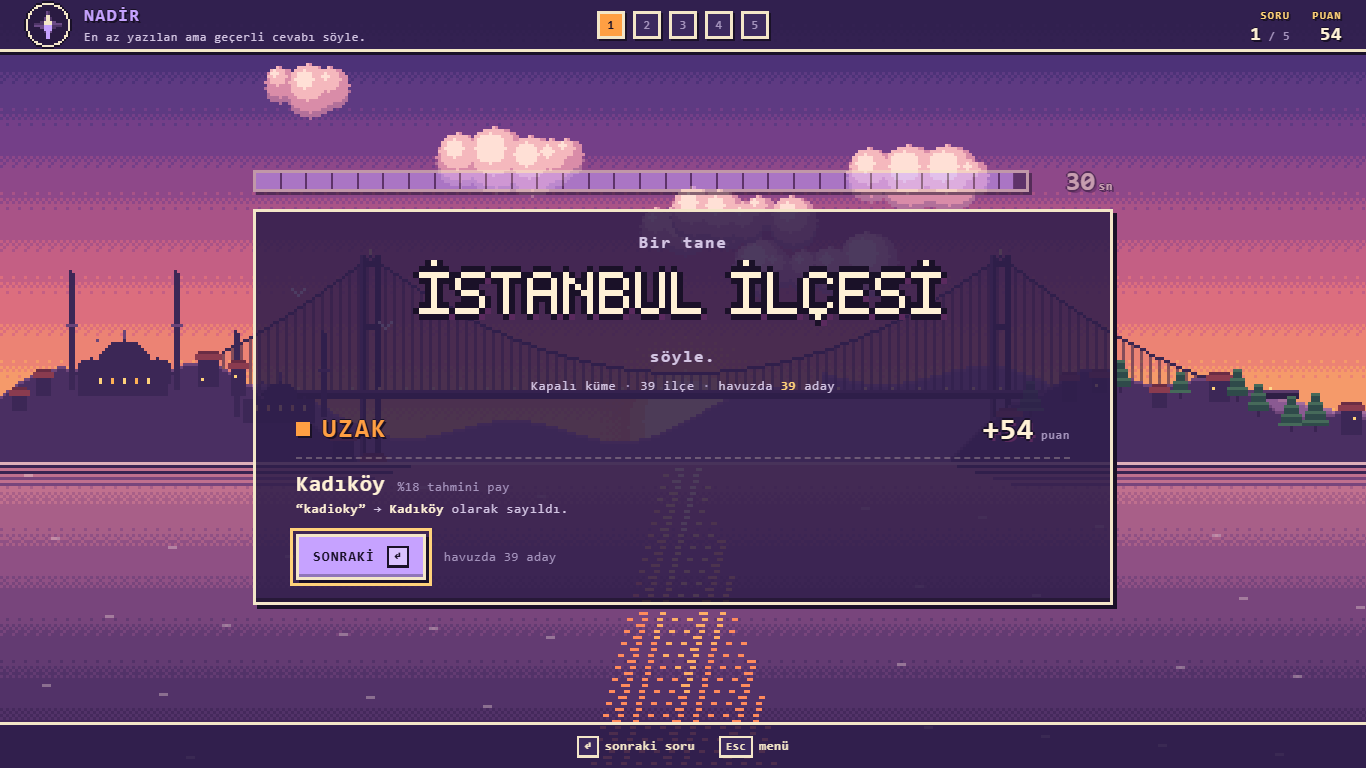 NADİR
En az yazılan ama geçerli cevabı söyle.
1 2 3 4 5
SORU PUAN
1 / 5 54
30 sn
Bir tane
İSTANBUL İLÇESİ
söyle.
Kapalı küme · 39 ilçe · havuzda 39 aday
UZAK +54 puan
Kadıköy %18 tahmini pay
“kadioky” → Kadıköy olarak sayıldı.
SONRAKİ ↲ havuzda 39 aday
↲ sonraki soru Esc menü